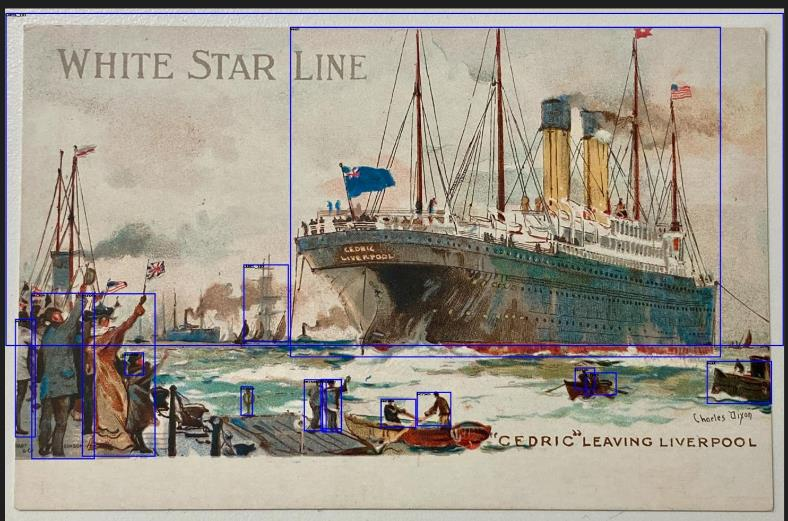 WHITE STAR LINE
CEDRIC
LIVERPOOL
Charles Dixon
"CEDRIC" LEAVING LIVERPOOL